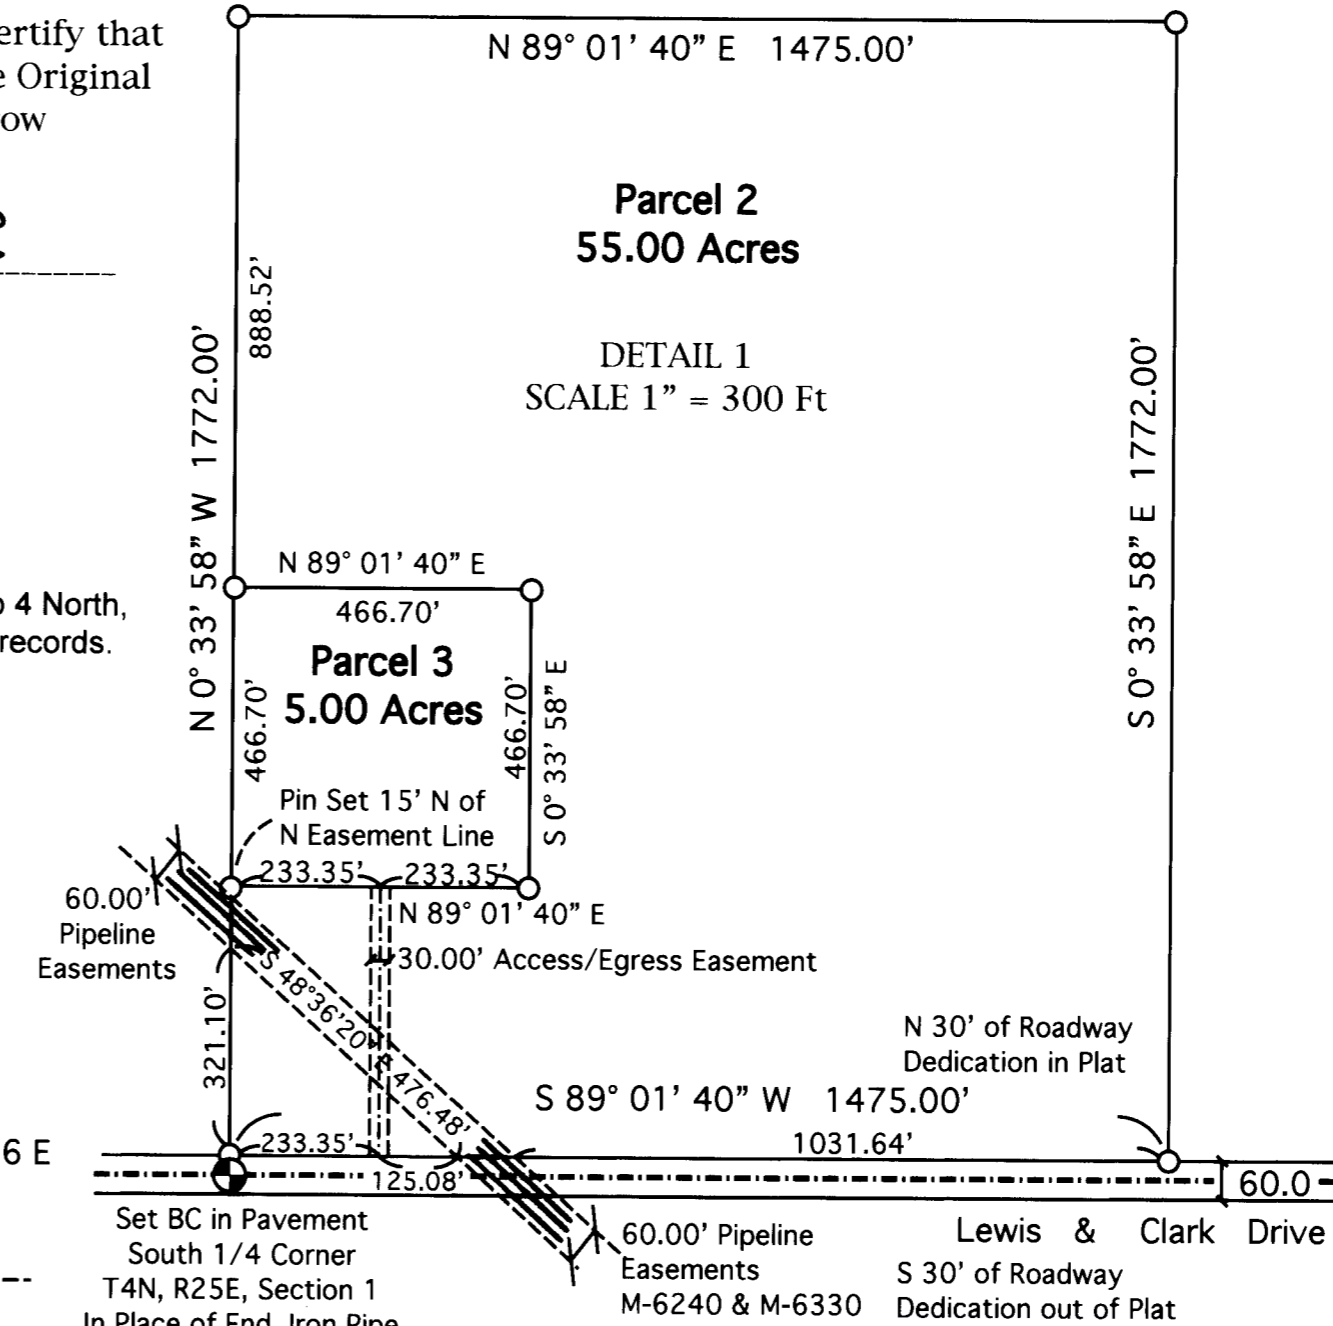 ertify that
e Original
ow
N 89° 01' 40” E 1475.00'
Parcel 2
55.00 Acres
DETAIL 1
SCALE 1” = 300 Ft
888.52'
N 0° 33' 58” W 1772.00'
S 0° 33' 58” E 1772.00'
4 North,
records.
N 89° 01' 40” E
466.70'
Parcel 3
5.00 Acres
466.70'
466.70'
S 0° 33' 58” E
Pin Set 15' N of
N Easement Line
233.35' 233.35'
N 89° 01' 40” E
60.00'
Pipeline
Easements
30.00' Access/Egress Easement
S 48°36'20” E 476.48'
321.10'
N 30' of Roadway
Dedication in Plat
S 89° 01' 40” W 1475.00'
6 E
233.35'
1031.64'
125.08'
60.0
Lewis & Clark Drive
Set BC in Pavement
South 1/4 Corner
T4N, R25E, Section 1
In Place of Fnd. Iron Pipe
60.00' Pipeline
Easements
M-6240 & M-6330
S 30' of Roadway
Dedication out of Plat